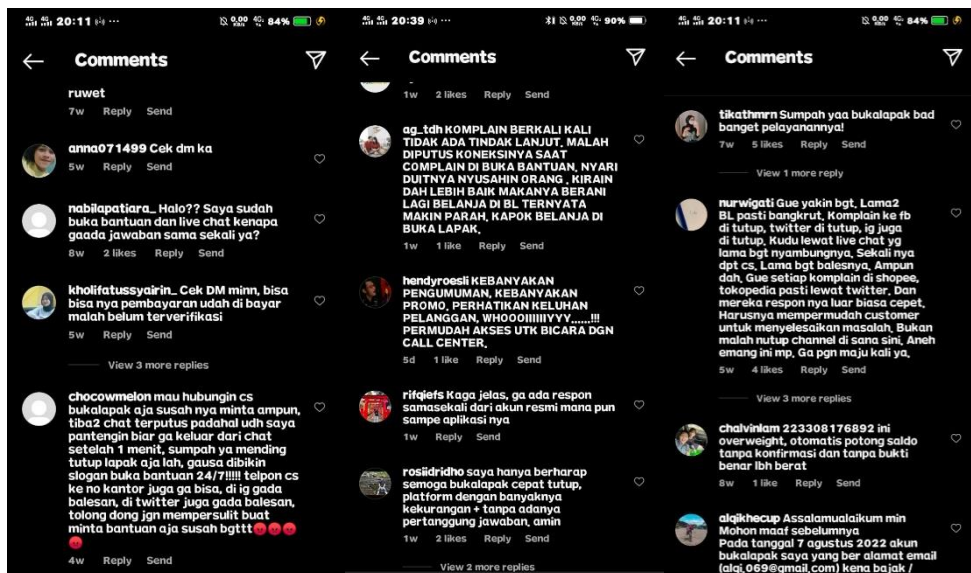 20:11
84%
Comments
ruwet
7w Reply Send
anna071499 Cek dm ka
5w Reply Send
nabilapatiara_ Halo?? Saya sudah
buka bantuan dan live chat kenapa
gaada jawaban sama sekali ya?
8w 2 likes Reply Send
kholifatussyairin_ Cek DM minn, bisa
bisa nya pembayaran udah di bayar
malah belum terverifikasi
5w Reply Send
View 3 more replies
chocowmelon mau hubungin cs
bukalapak aja susah nya minta ampun,
tiba2 chat terputus padahal udh saya
pantengin biar ga keluar dari chat
setelah 1 menit, sumpah ya mending
tutup lapak aja lah, gausa dibikin
slogan buka bantuan 24/7!!!!! telpon cs
ke no kantor juga ga bisa, di ig gada
balesan, di twitter juga gada balesan,
tolong dong jgn mempersulit buat
minta bantuan aja susah bgttt😡😡😡
😡
4w Reply Send
20:39
90%
Comments
1w 2 likes Reply Send
ag_tdh KOMPLAIN BERKALI KALI
TIDAK ADA TINDAK LANJUT. MALAH
DIPUTUS KONEKSINYA SAAT
COMPLAIN DI BUKA BANTUAN, NYARI
DUITNYA NYUSAHIN ORANG , KIRAIN
DAH LEBIH BAIK MAKANYA BERANI
LAGI BELANJA DI BL TERNYATA
MAKIN PARAH, KAPOK BELANJA DI
BUKA LAPAK,
1w 1 like Reply Send
hendyroesli KEBANYAKAN
PENGUMUMAN, KEBANYAKAN
PROMO, PERHATIKAN KELUHAN
PELANGGAN, WHOOOIIIIIIYYY......!!!
PERMUDAH AKSES UTK BICARA DGN
CALL CENTER,
5d 1 like Reply Send
rifqiefs Kaga jelas, ga ada respon
samasekali dari akun resmi mana pun
sampe aplikasi nya
1w Reply Send
rosiidridho saya hanya berharap
semoga bukalapak cepat tutup,
platform dengan banyaknya
kekurangan + tanpa adanya
pertanggung jawaban, amin
1w 2 likes Reply Send
View 2 more replies
20:11
84%
Comments
tikathmrn Sumpah yaa bukalapak bad
banget pelayanannya!
7w 5 likes Reply Send
View 1 more reply
nurwigati Gue yakin bgt, Lama2
BL pasti bangkrut, Komplain ke fb
di tutup, twitter di tutup, ig juga
di tutup, Kudu lewat live chat yg
lama bgt nyambungnya, Sekali nya
dpt cs, Lama bgt balesnya, Ampun
dah, Gue setiap komplain di shopee,
tokopedia pasti lewat twitter, Dan
mereka respon nya luar biasa cepet,
Harusnya mempermudah customer
untuk menyelesaikan masalah, Bukan
malah nutup channel di sana sini, Aneh
emang ini mp, Ga pgn maju kali ya,
5w 4 likes Reply Send
View 3 more replies
chalvinlam 223308176892 ini
overweight, otomatis potong saldo
tanpa konfirmasi dan tanpa bukti
benar lbh berat
8w 1 like Reply Send
alqikhecup Assalamualaikum min
Mohon maaf sebelumnya
Pada tanggal 7 agustus 2022 akun
bukalapak saya yang ber alamat email
(alqi,069@gmail,com) kena bajak /